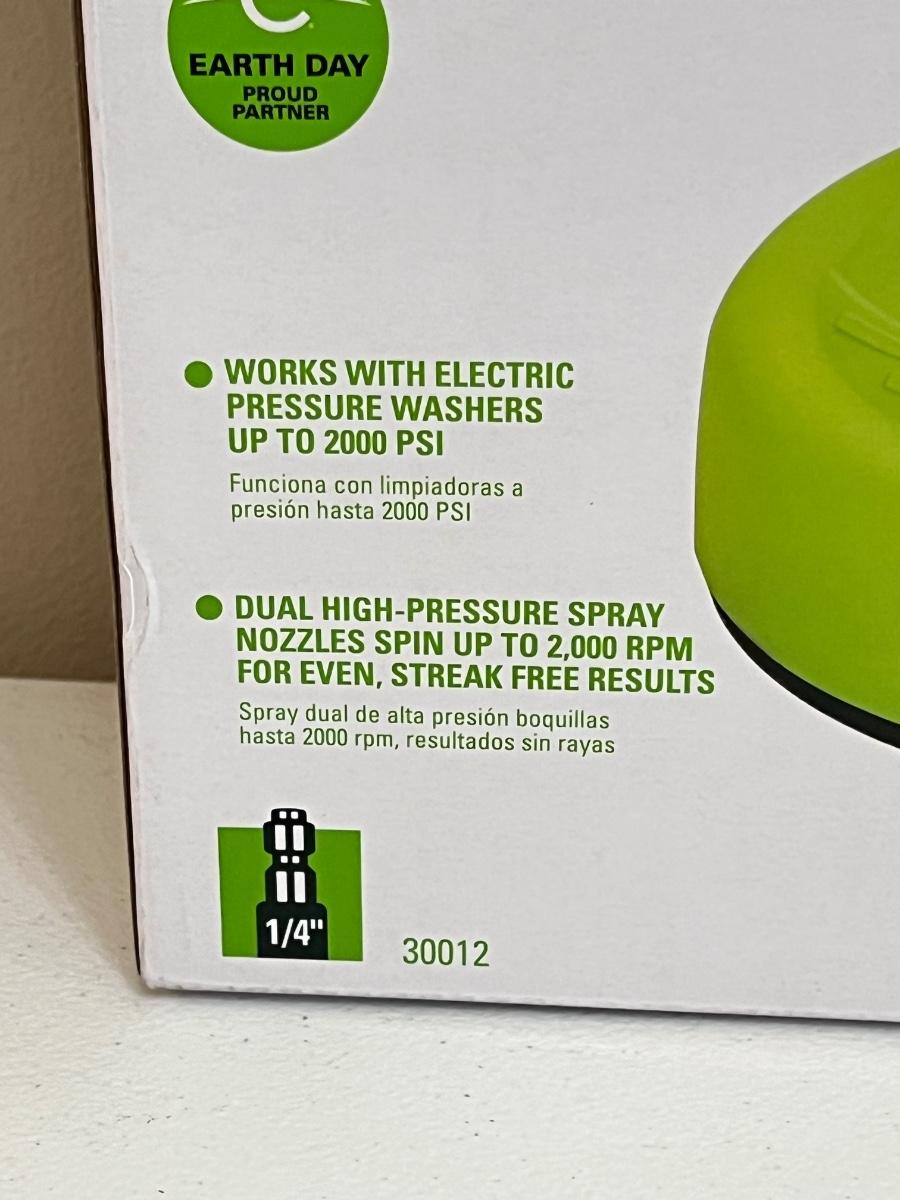 EARTH DAY
PROUD
PARTNER
WORKS WITH ELECTRIC
PRESSURE WASHERS
UP TO 2000 PSI
Funciona con limpiadoras a
presión hasta 2000 PSI
DUAL HIGH-PRESSURE SPRAY
NOZZLES SPIN UP TO 2,000 RPM
FOR EVEN, STREAK FREE RESULTS
Spray dual de alta presión boquillas
hasta 2000 rpm, resultados sin rayas
1/4"
30012